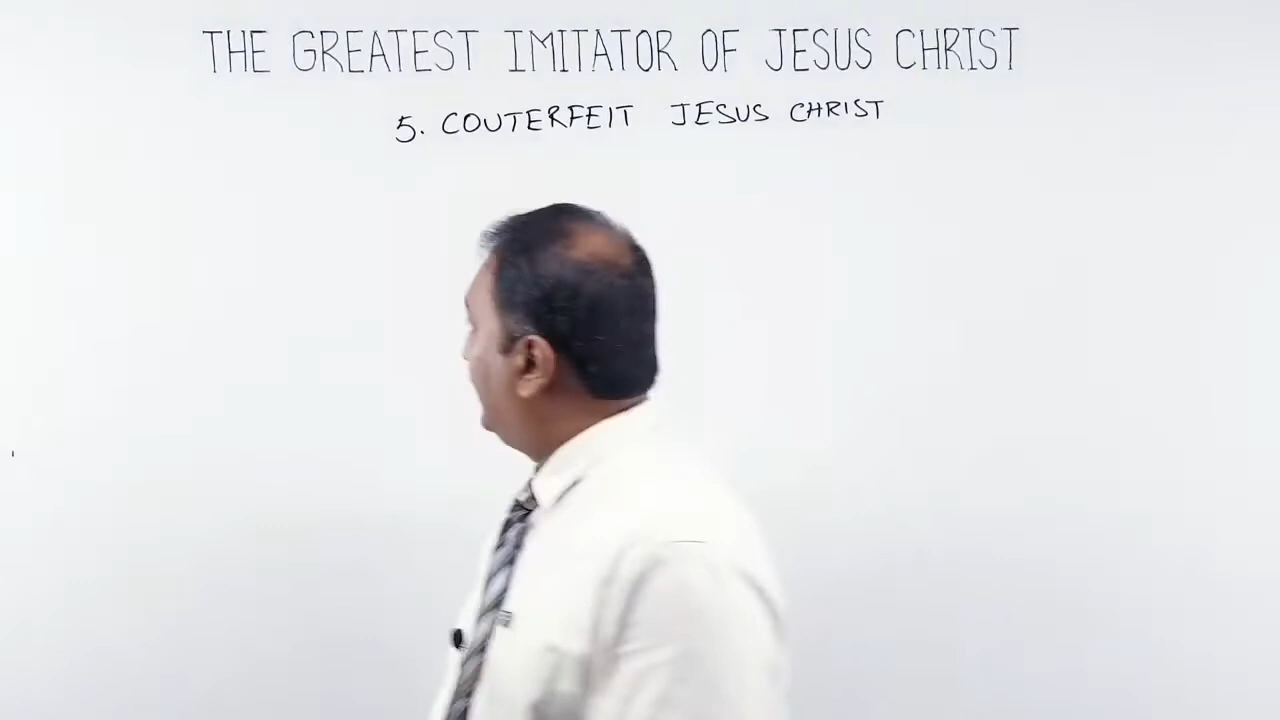 THE GREATEST IMITATOR OF JESUS CHRIST
5. COUTERFEIT JESUS CHRIST